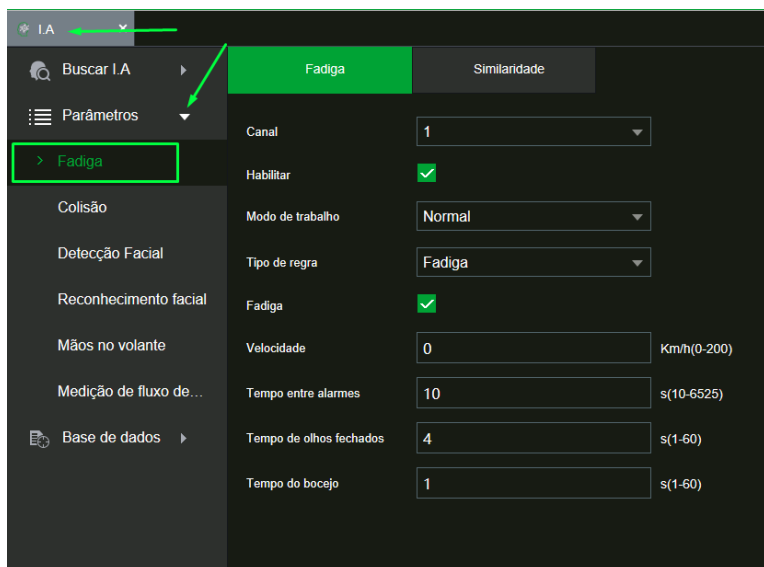 I.A
Buscar I.A
Parâmetros
Fadiga
Colisão
Detecção Facial
Reconhecimento facial
Mãos no volante
Medição de fluxo de...
Base de dados
Fadiga Similaridade
Canal 1
Habilitar
Modo de trabalho Normal
Tipo de regra Fadiga
Fadiga
Velocidade 0 Km/h(0-200)
Tempo entre alarmes 10 s(10-6525)
Tempo de olhos fechados 4 s(1-60)
Tempo do bocejo 1 s(1-60)